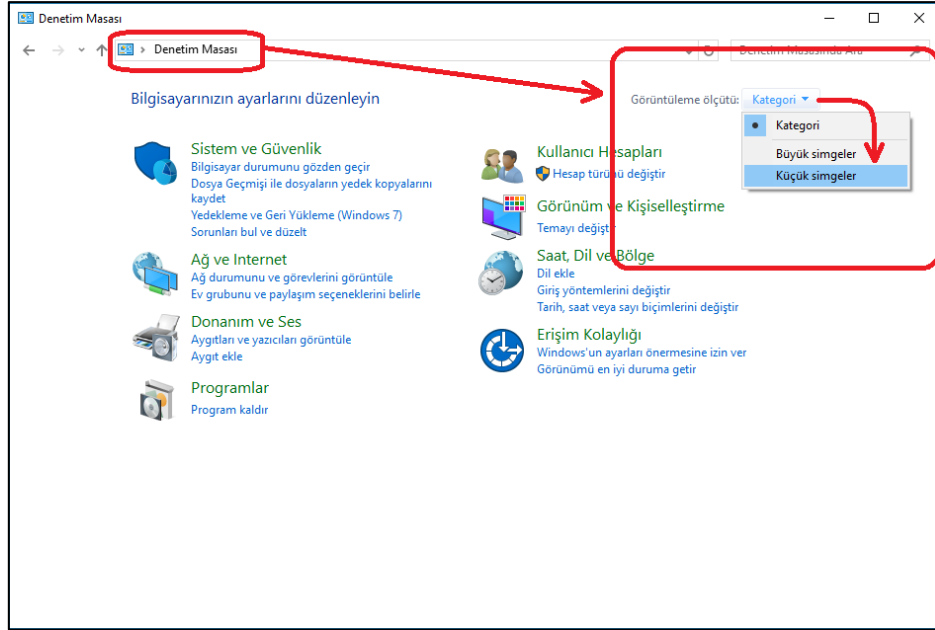 Denetim Masası
Denetim Masası
Denetim Masasında Ara
Bilgisayarınızın ayarlarını düzenleyin
Görüntüleme ölçütü: Kategori
Kategori
Büyük simgeler
Küçük simgeler
Sistem ve Güvenlik
Bilgisayar durumunu gözden geçir
Dosya Geçmişi ile dosyaların yedek kopyalarını
kaydet
Yedekleme ve Geri Yükleme (Windows 7)
Sorunları bul ve düzelt
Ağ ve Internet
Ağ durumunu ve görevlerini görüntüle
Ev grubunu ve paylaşım seçeneklerini belirle
Donanım ve Ses
Aygıtları ve yazıcıları görüntüle
Aygıt ekle
Programlar
Program kaldır
Kullanıcı Hesapları
Hesap türünü değiştir
Görünüm ve Kişiselleştirme
Temayı değiştir
Saat, Dil ve Bölge
Dil ekle
Giriş yöntemlerini değiştir
Tarih, saat veya sayı biçimlerini değiştir
Erişim Kolaylığı
Windows'un ayarları önermesine izin ver
Görünümü en iyi duruma getir